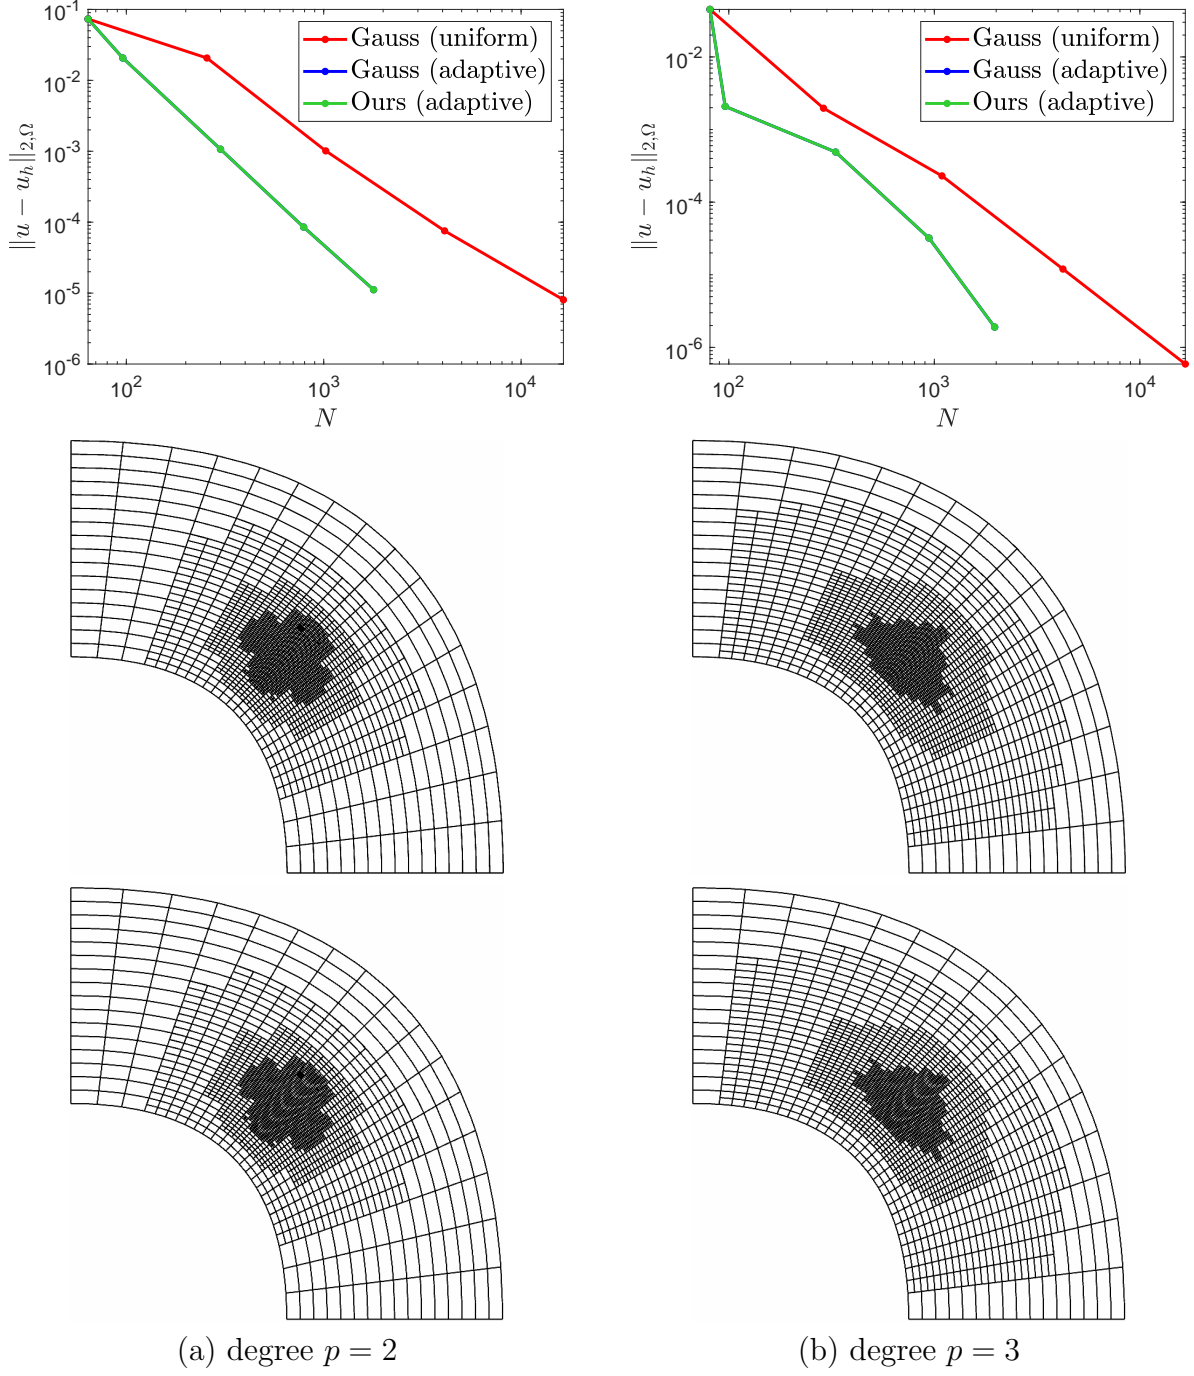 10^-1
10^-2
10^-3
10^-4
10^-5
10^-6
||u − u_h||_{2,Ω}
Gauss (uniform)
Gauss (adaptive)
Ours (adaptive)
10^2 10^3 10^4
N
10^-2
10^-4
10^-6
||u − u_h||_{2,Ω}
Gauss (uniform)
Gauss (adaptive)
Ours (adaptive)
10^2 10^3 10^4
N
(a) degree p = 2
(b) degree p = 3